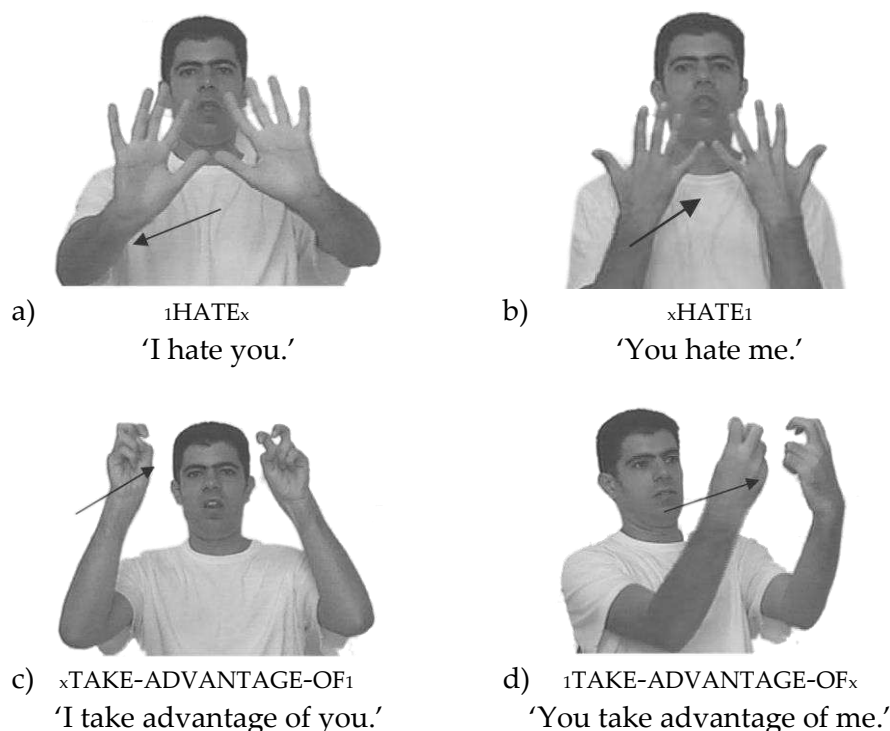 a) 1HATEx
'I hate you.'
b) xHATE1
'You hate me.'
c) xTAKE-ADVANTAGE-OF1
'I take advantage of you.'
d) 1TAKE-ADVANTAGE-OFx
'You take advantage of me.'